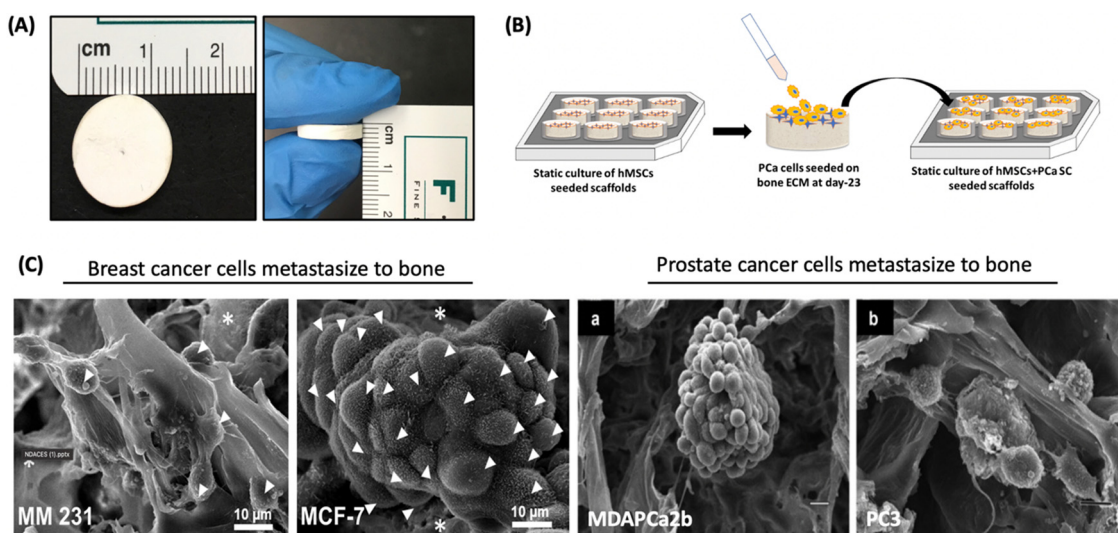 (A)
cm 1 2
cm
1
2
F
FINE
(B)
Static culture of hMSCs
seeded scaffolds
PCa cells seeded on
bone ECM at day-23
Static culture of hMSCs+PCa SC
seeded scaffolds
(C)
Breast cancer cells metastasize to bone
Prostate cancer cells metastasize to bone
*
NDACES (1).pptx
MM 231
10 µm
*
MCF-7
10 µm
*
a
MDAPCa2b
b
PC3